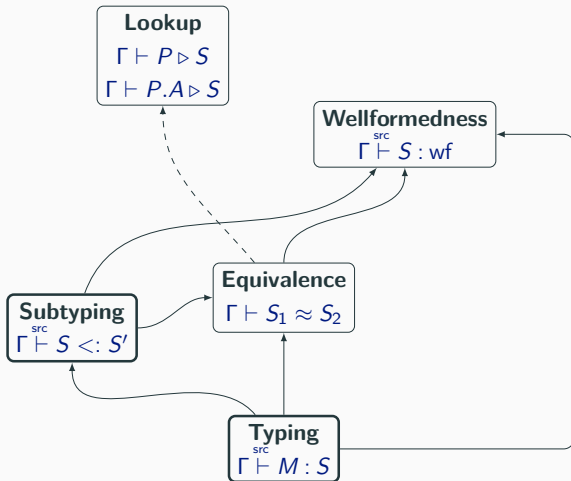 Lookup
Γ ⊢ P ▷ S
Γ ⊢ P.A ▷ S
Wellformedness
src
Γ ⊢ S : wf
Equivalence
Γ ⊢ S₁ ≈ S₂
Subtyping
src
Γ ⊢ S <: S′
Typing
src
Γ ⊢ M : S